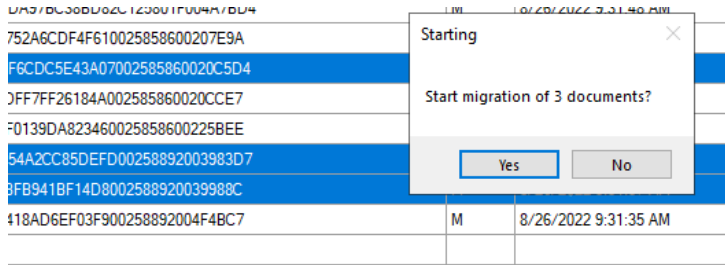 Starting
752A6CDF4F610025858600207E9A
F6CDC5E43A07002585860020C5D4
Start migration of 3 documents?
DFF7FF26184A002585860020CCE7
F0139DA823460025858600225BEE
54A2CC85DEFD00258892003983D7
Yes
No
BFB941BF14D8002588920039988C
418AD6EF03F900258892004F4BC7 M 8/26/2022 9:31:35 AM